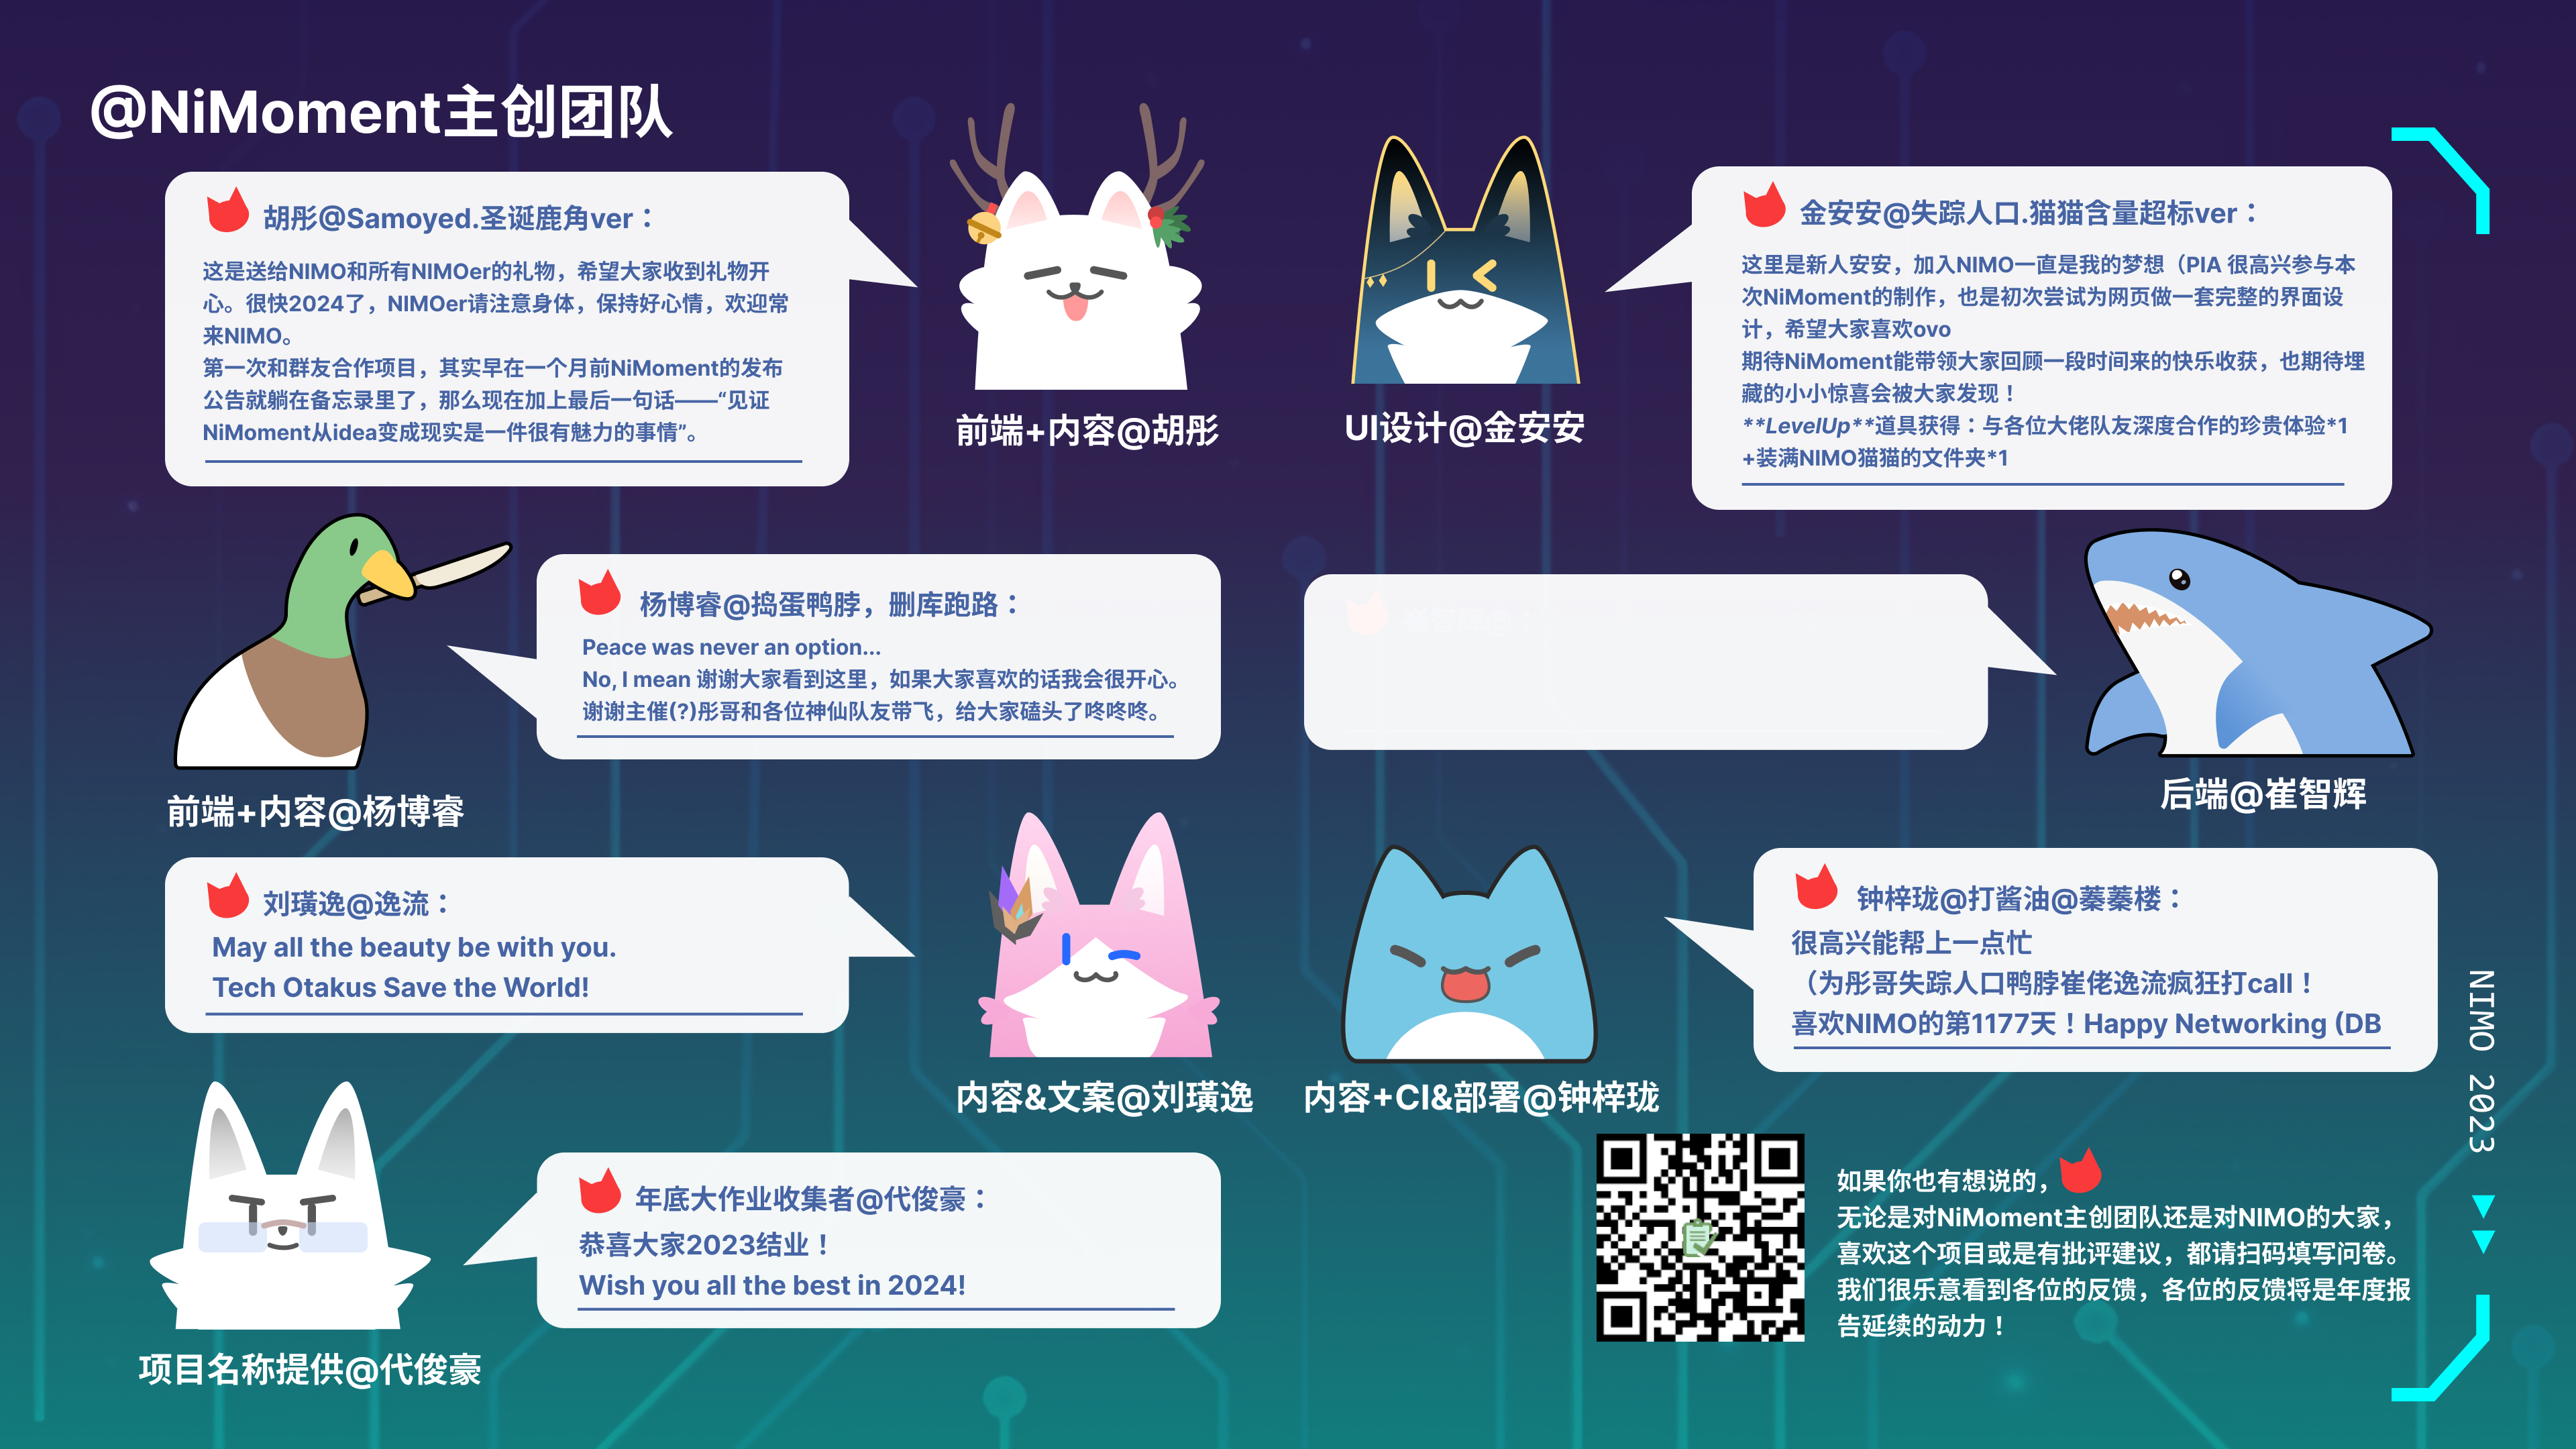 @NiMoment主创团队
胡彤@Samoyed.圣诞鹿角ver：
这是送给NIMO和所有NIMOer的礼物，希望大家收到礼物开
心。很快2024了，NIMOer请注意身体，保持好心情，欢迎常
来NIMO。
第一次和群友合作项目，其实早在一个月前NiMoment的发布
公告就躺在备忘录里了，那么现在加上最后一句话——“见证
NiMoment从idea变成现实是一件很有魅力的事情”。
前端+内容@胡彤
UI设计@金安安
金安安@失踪人口.猫猫含量超标ver：
这里是新人安安，加入NIMO一直是我的梦想（PIA 很高兴参与本
次NiMoment的制作，也是初次尝试为网页做一套完整的界面设
计，希望大家喜欢ovo
期待NiMoment能带领大家回顾一段时间来的快乐收获，也期待埋
藏的小小惊喜会被大家发现！
**LevelUp**道具获得：与各位大佬队友深度合作的珍贵体验*1
+装满NIMO猫猫的文件夹*1
杨博睿@捣蛋鸭脖，删库跑路：
Peace was never an option...
No, I mean 谢谢大家看到这里，如果大家喜欢的话我会很开心。
谢谢主催(?)彤哥和各位神仙队友带飞，给大家磕头了咚咚咚。
前端+内容@杨博睿
后端@崔智辉
刘璜逸@逸流：
May all the beauty be with you.
Tech Otakus Save the World!
内容&文案@刘璜逸
内容+CI&部署@钟梓珑
钟梓珑@打酱油@蓁蓁楼：
很高兴能帮上一点忙
（为彤哥失踪人口鸭脖崔佬逸流疯狂打call！
喜欢NIMO的第1177天！Happy Networking (DB
年底大作业收集者@代俊豪：
恭喜大家2023结业！
Wish you all the best in 2024!
项目名称提供@代俊豪
如果你也有想说的，
无论是对NiMoment主创团队还是对NIMO的大家，
喜欢这个项目或是有批评建议，都请扫码填写问卷。
我们很乐意看到各位的反馈，各位的反馈将是年度报
告延续的动力！
NIMO 2023